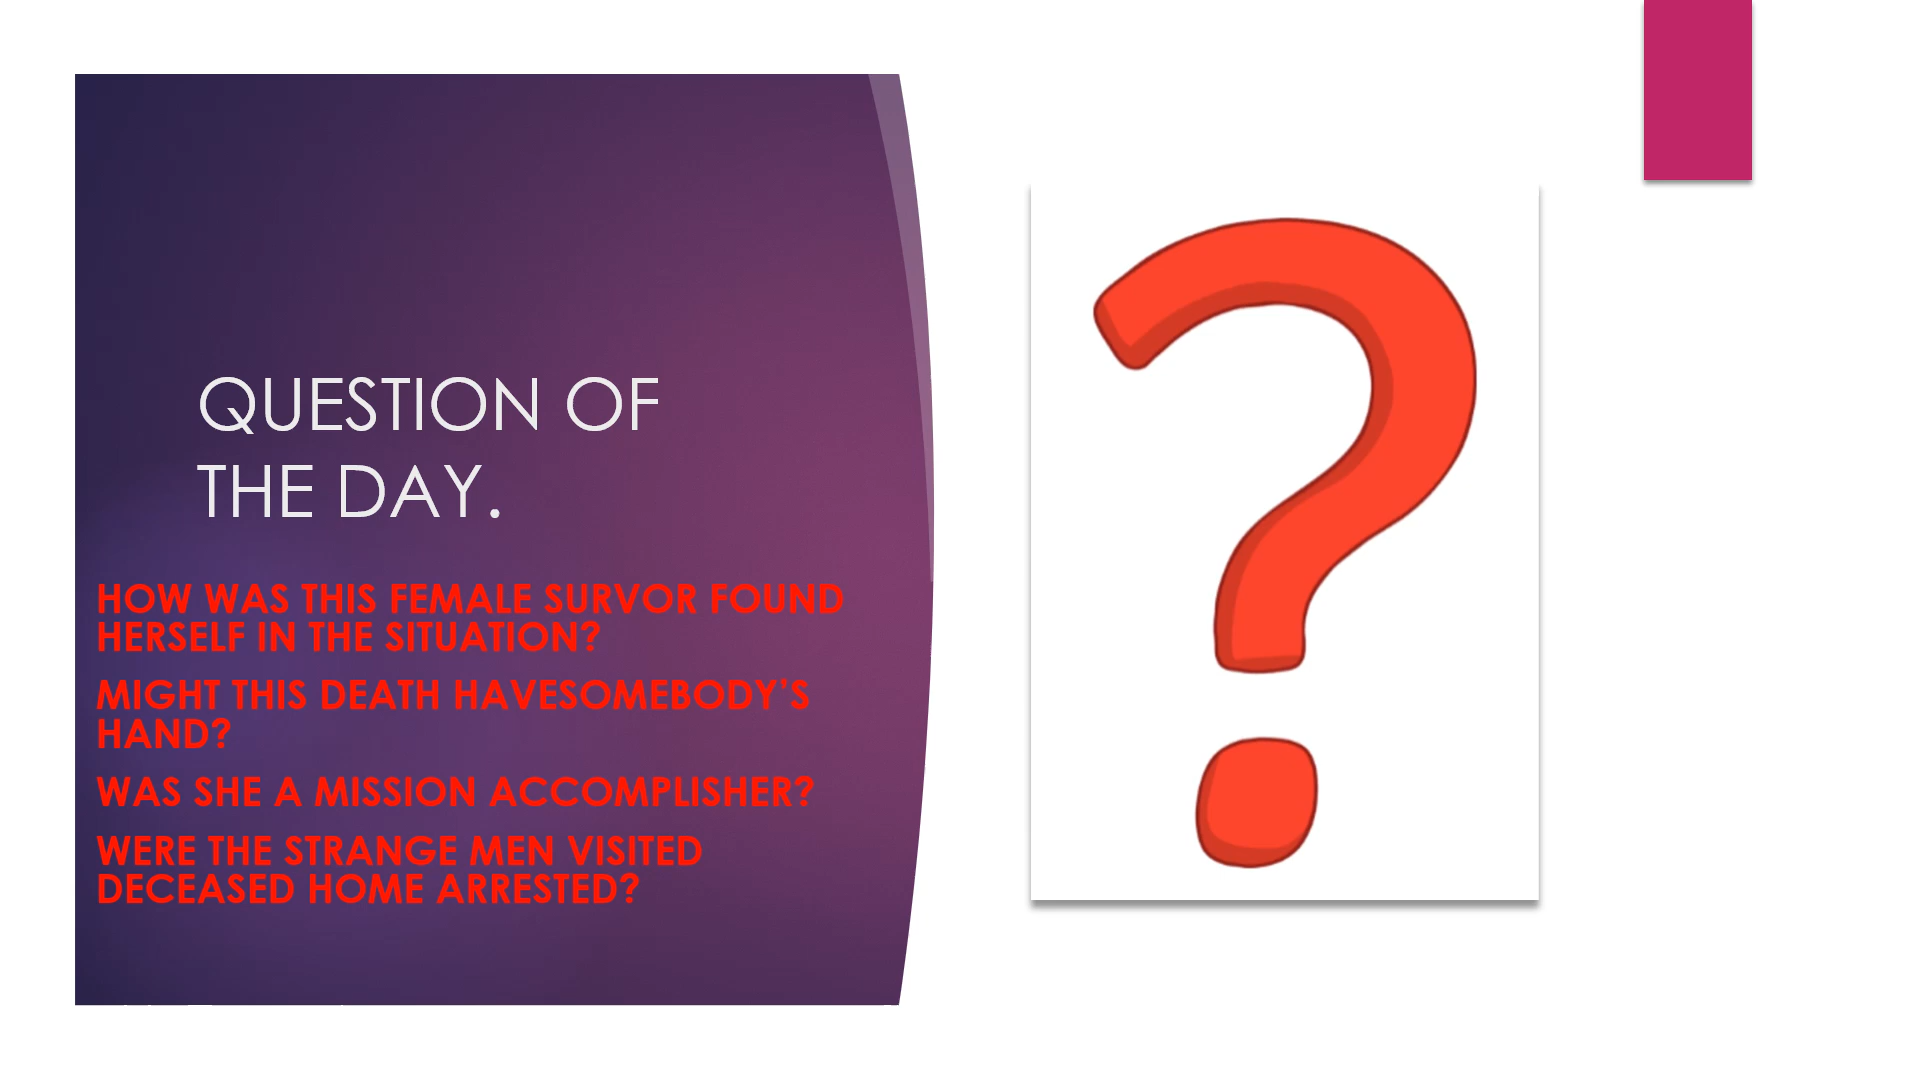 QUESTION OF
THE DAY.
HOW WAS THIS FEMALE SURVOR FOUND
HERSELF IN THE SITUATION?
MIGHT THIS DEATH HAVESOMEBODY’S
HAND?
WAS SHE A MISSION ACCOMPLISHER?
WERE THE STRANGE MEN VISITED
DECEASED HOME ARRESTED?